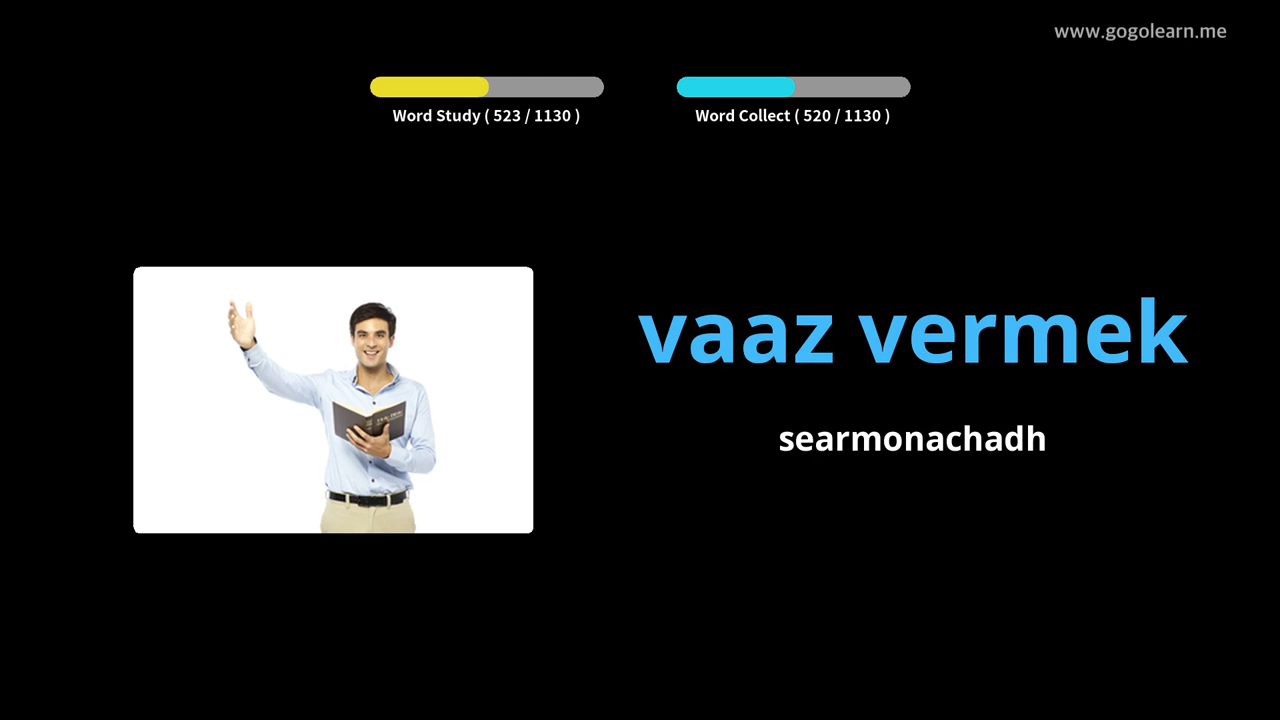 www.gogolearn.me
Word Study ( 523 / 1130 )
Word Collect ( 520 / 1130 )
vaaz vermek
searmonachadh